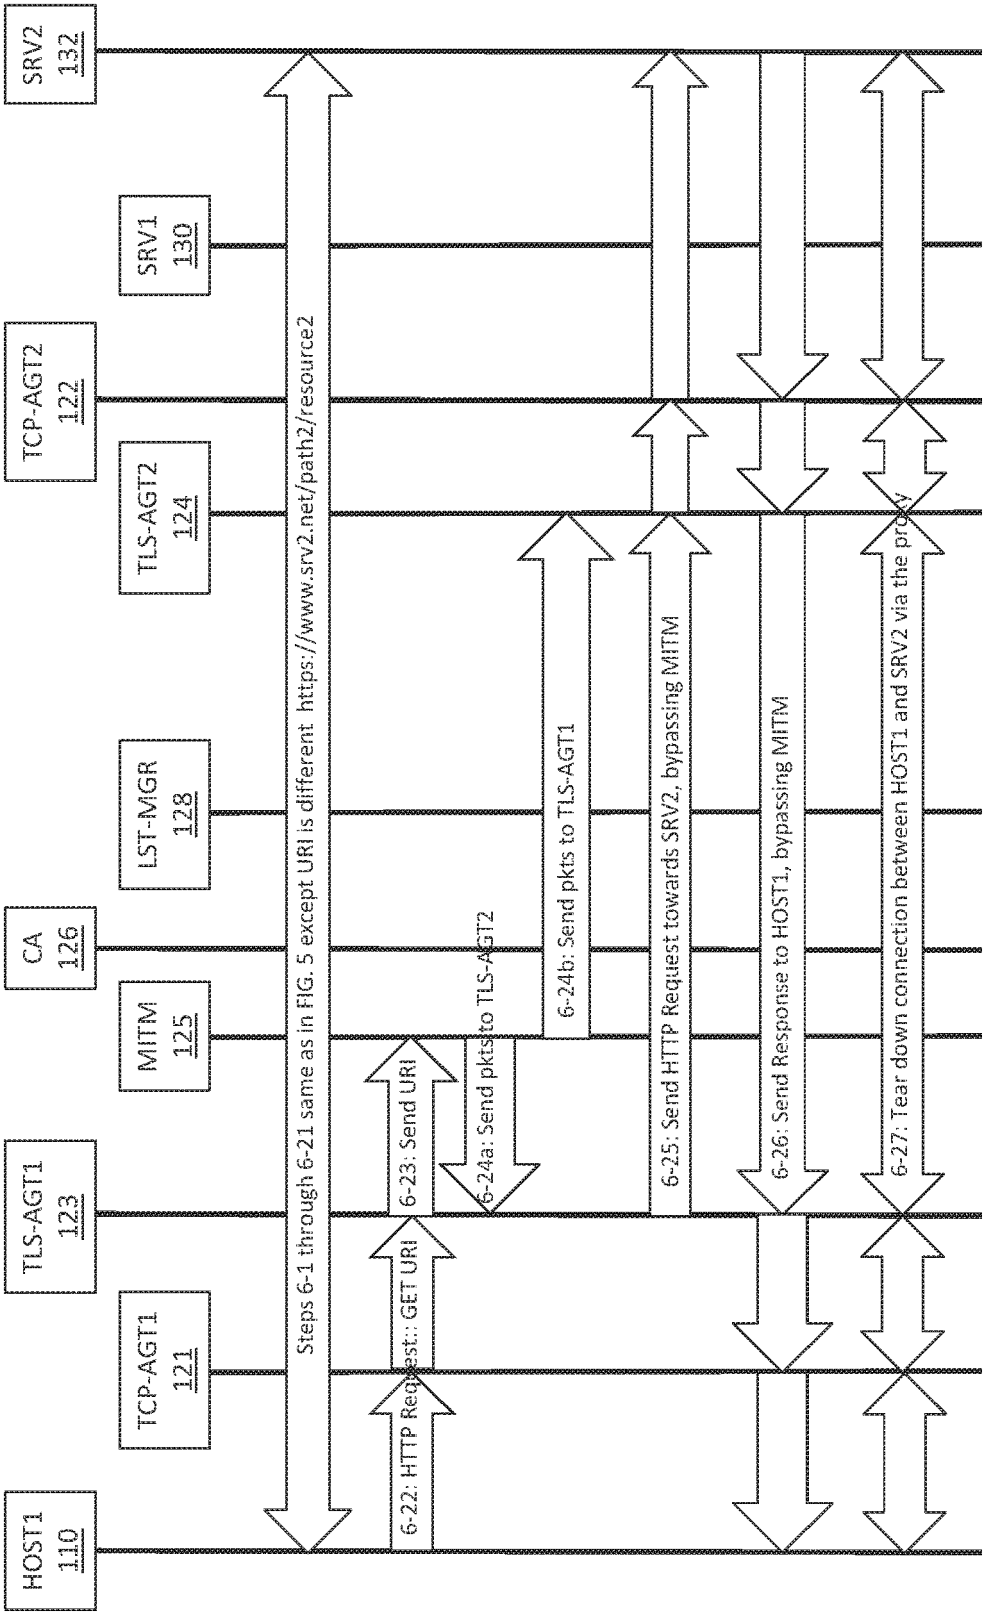 HOST1
110
TCP-AGT1
121
TLS-AGT1
123
MITM
125
CA
126
LST-MGR
128
TLS-AGT2
124
TCP-AGT2
122
SRV1
130
SRV2
132
Steps 6-1 through 6-21 same as in FIG. 5 except URI is different https://www.srv2.net/path2/resource2
6-22: HTTP Request:: GET URI
6-23: Send URI
6-24a: Send pkts to TLS-AGT2
6-24b: Send pkts to TLS-AGT1
6-25: Send HTTP Request towards SRV2, bypassing MITM
6-26: Send Response to HOST1, bypassing MITM
6-27: Tear down connection between HOST1 and SRV2 via the proxy